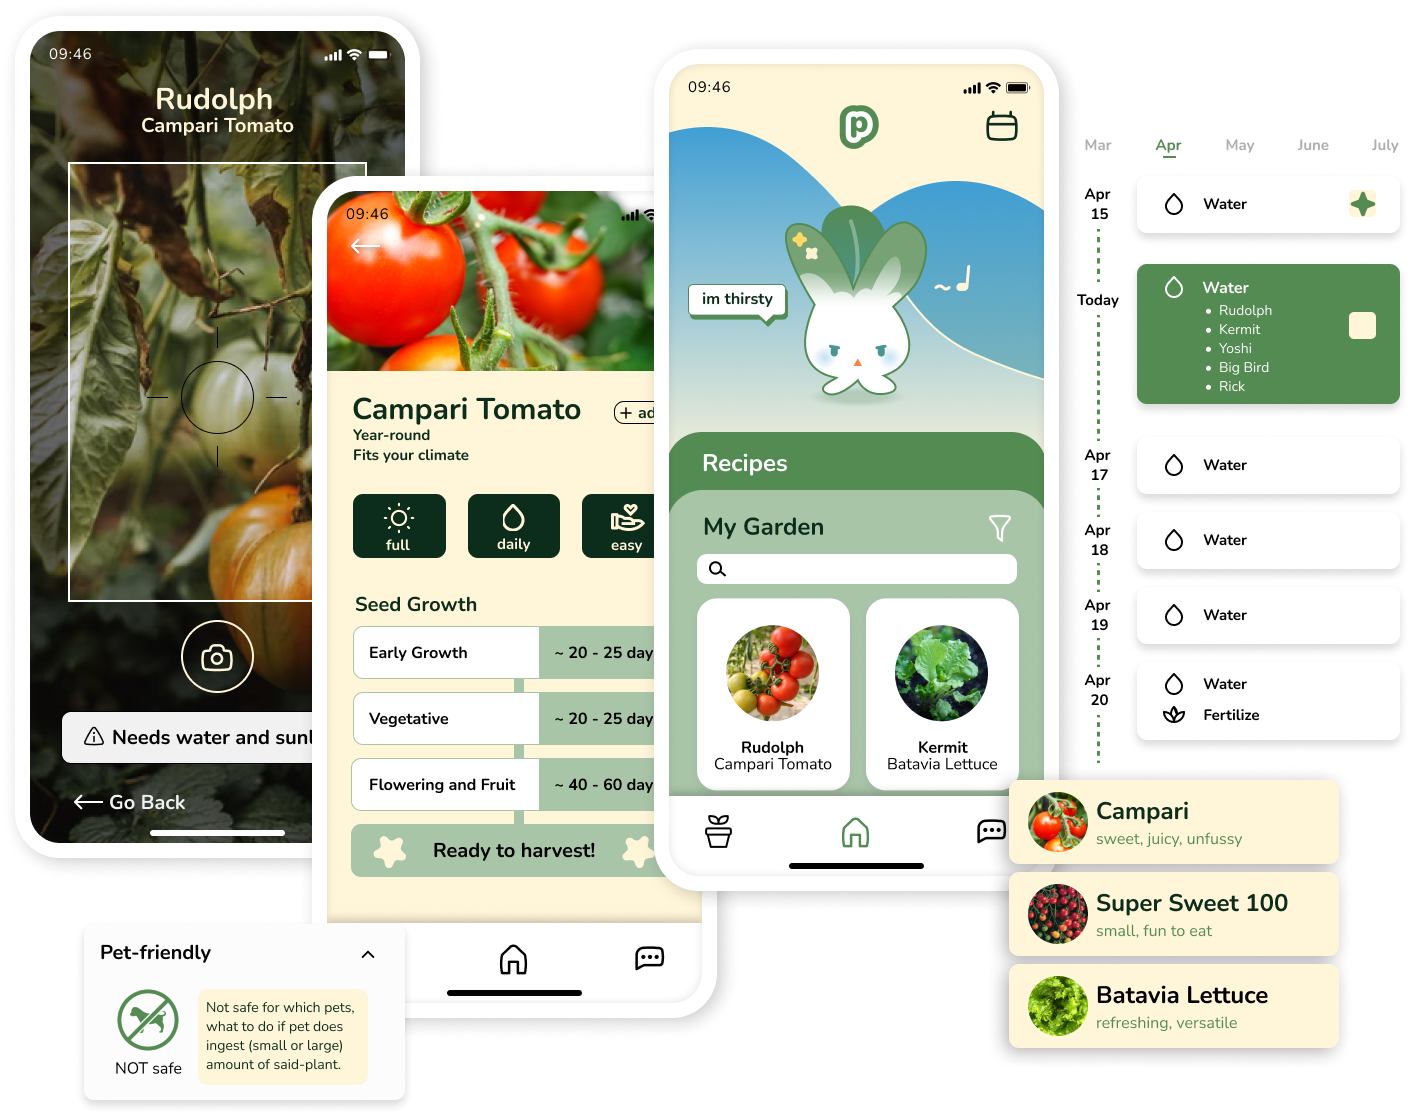 09:46
Rudolph
Campari Tomato
Needs water and sunl
Go Back
09:46
Campari Tomato
+ ad
Year-round
Fits your climate
full
daily
easy
Seed Growth
Early Growth
~ 20 - 25 day
Vegetative
~ 20 - 25 day
Flowering and Fruit
~ 40 - 60 day
Ready to harvest!
Pet-friendly
NOT safe
Not safe for which pets,
what to do if pet does
ingest (small or large)
amount of said-plant.
09:46
p
im thirsty
Recipes
My Garden
Rudolph
Campari Tomato
Kermit
Batavia Lettuce
Mar
Apr
May
June
July
Apr
15
Water
Today
Water
• Rudolph
• Kermit
• Yoshi
• Big Bird
• Rick
Apr
17
Water
Apr
18
Water
Apr
19
Water
Apr
20
Water
Fertilize
Campari
sweet, juicy, unfussy
Super Sweet 100
small, fun to eat
Batavia Lettuce
refreshing, versatile